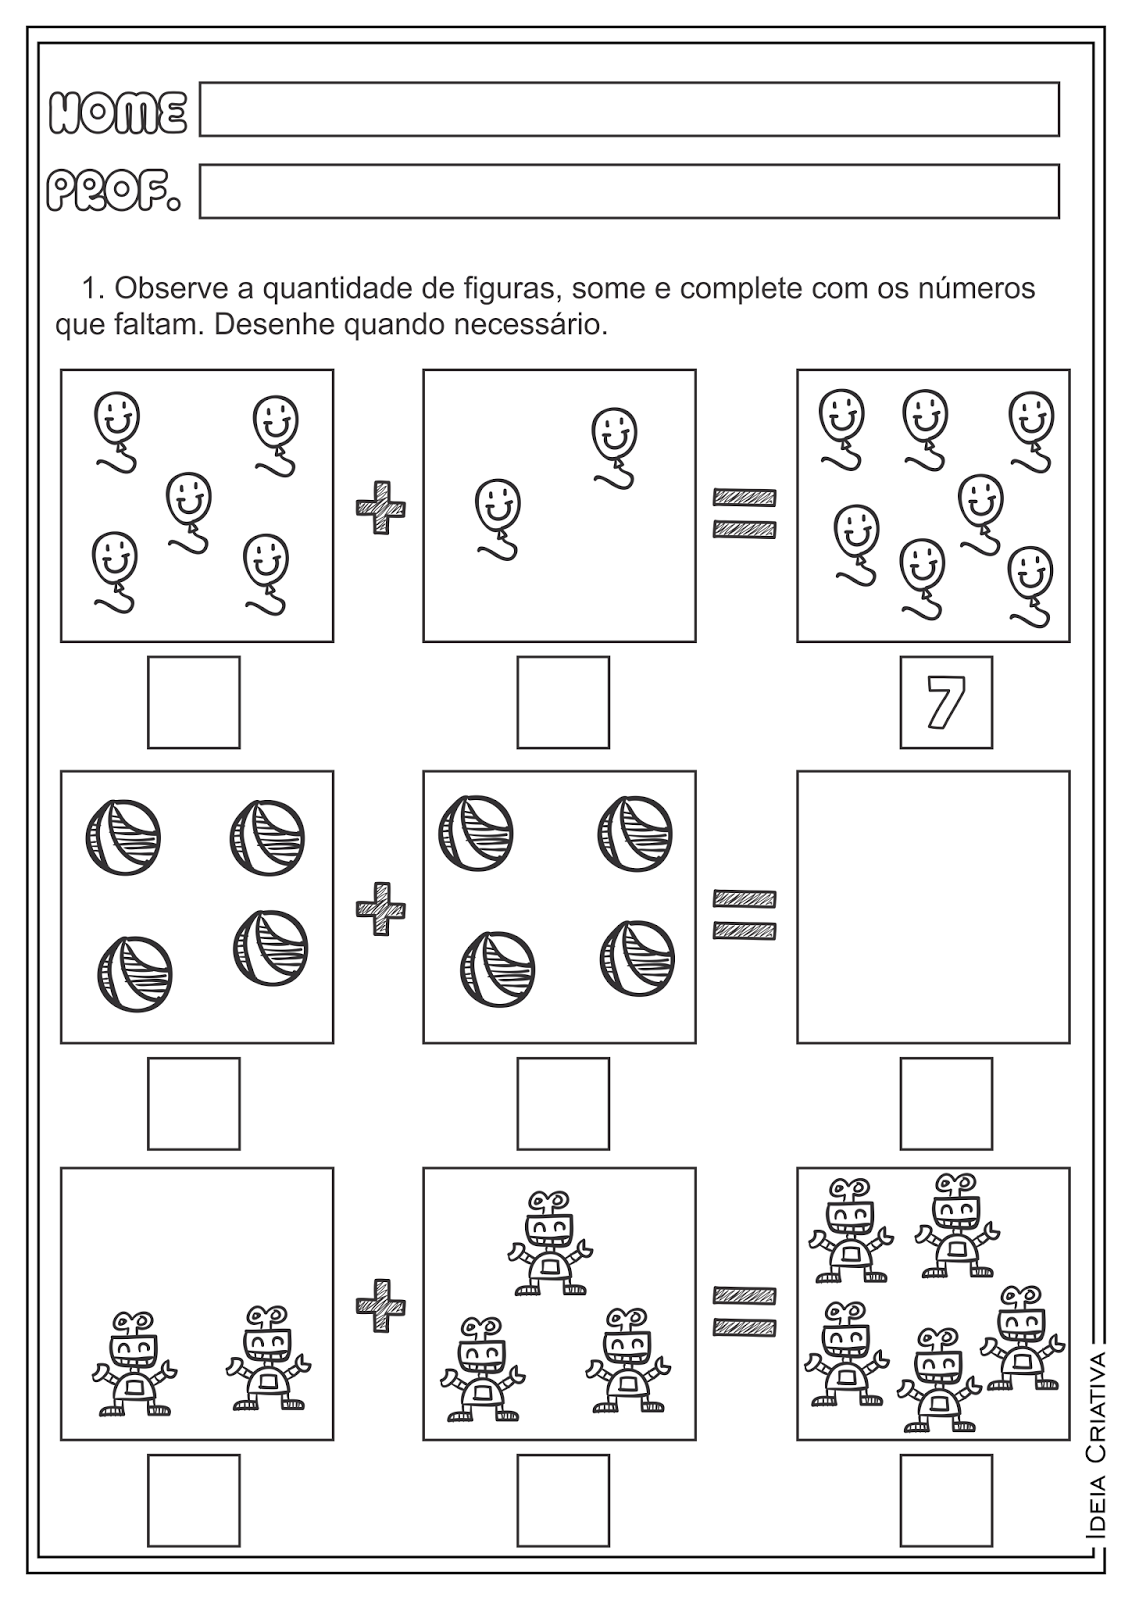 NOME
PROF.
1. Observe a quantidade de figuras, some e complete com os números
que faltam. Desenhe quando necessário.
+ =
7
+ =
+ =
IDEIA CRIATIVA